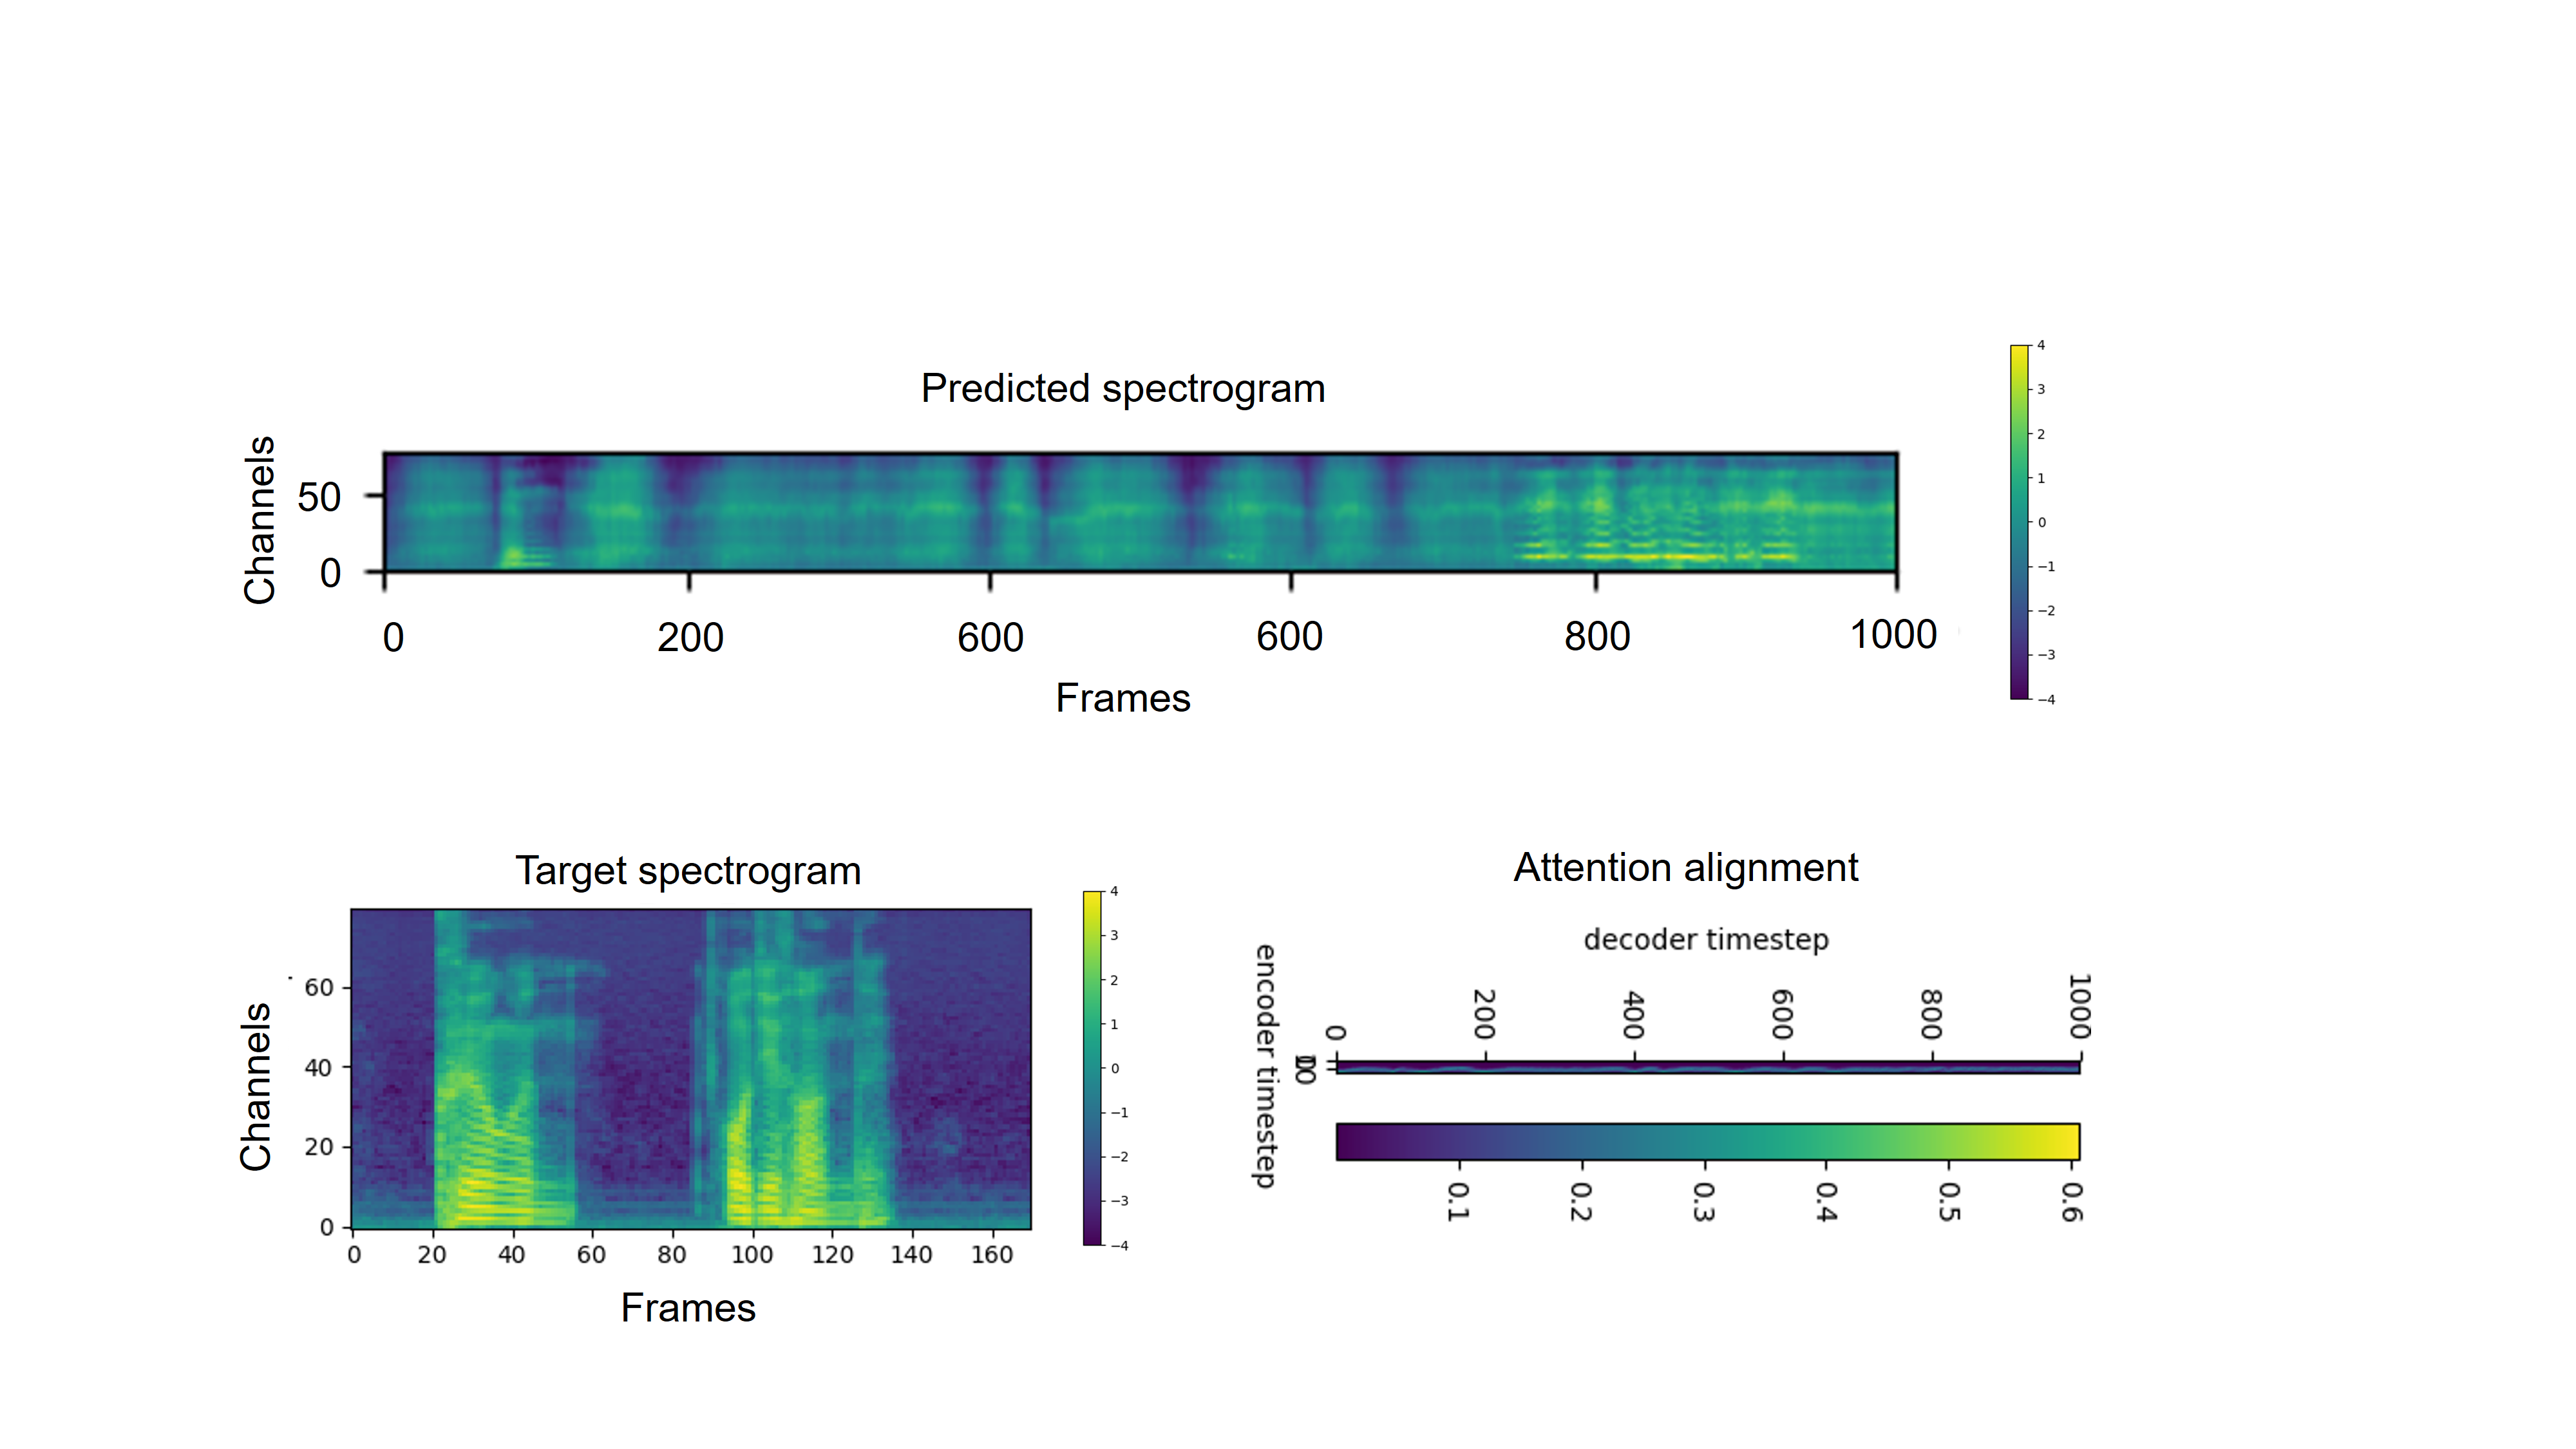 Predicted spectrogram
Channels
50
0
0 200 600 600 800 1000
Frames
4
3
2
1
0
−1
−2
−3
−4
Target spectrogram
Channels
60
40
20
0
0 20 40 60 80 100 120 140 160
Frames
4
3
2
1
0
−1
−2
−3
−4
Attention alignment
decoder timestep
encoder timestep
0 200 400 600 800 1000
0.1 0.2 0.3 0.4 0.5 0.6